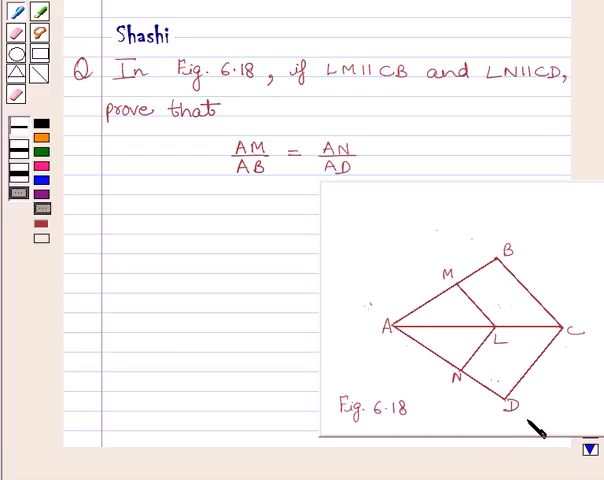 Shashi
Q In Fig. 6.18, if LM||CB and LN||CD,
prove that
AM/AB = AN/AD
B
M
A
L
C
N
D
Fig. 6.18